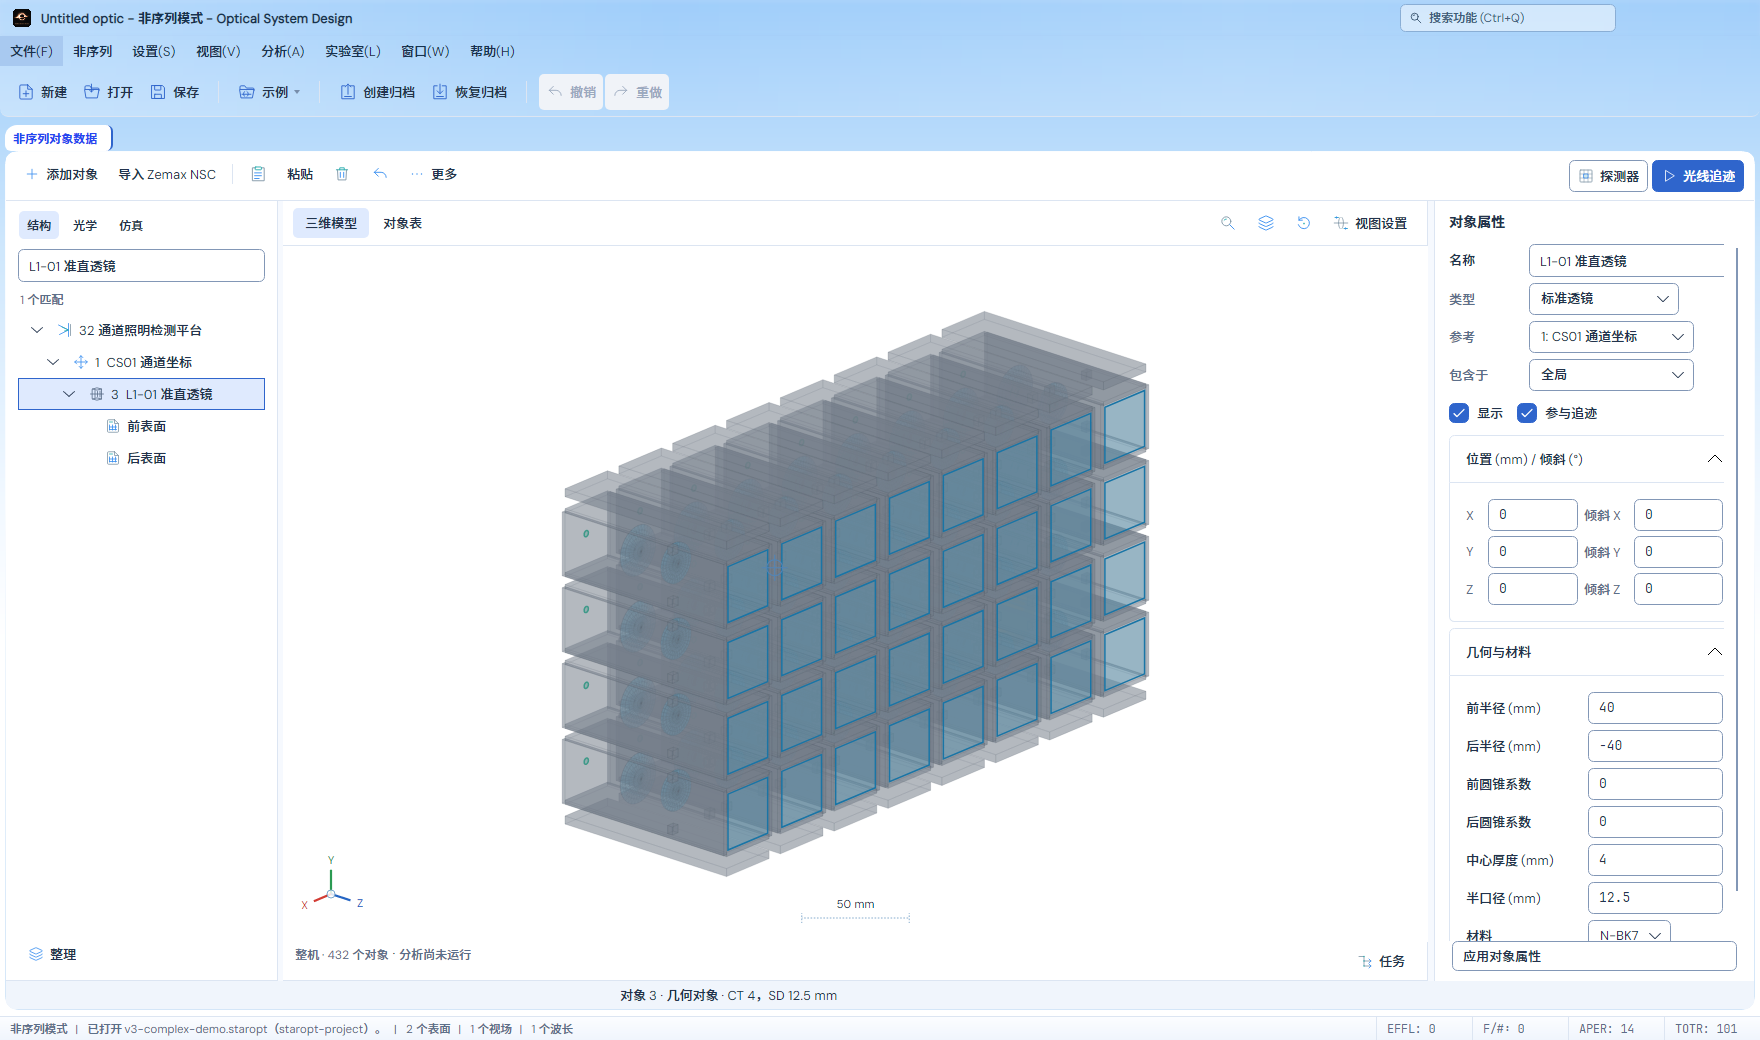 Untitled optic - 非序列模式 - Optical System Design
搜索功能 (Ctrl+Q)
文件(F) 非序列 设置(S) 视图(V) 分析(A) 实验室(L) 窗口(W) 帮助(H)
新建 打开 保存 示例 创建归档 恢复归档 撤销 重做
非序列对象数据
添加对象 导入 Zemax NSC 粘贴 ··· 更多 探测器 光线追迹
结构 光学 仿真
L1-01 准直透镜
1 个匹配
32 通道照明检测平台
1 CS01 通道坐标
3 L1-01 准直透镜
前表面
后表面
整理
三维模型 对象表 视图设置
Y
X
Z
50 mm
整机 · 432 个对象 · 分析尚未运行
任务
对象属性
名称 L1-01 准直透镜
类型 标准透镜
参考 1: CS01 通道坐标
包含于 全局
显示 参与追迹
位置 (mm) / 倾斜 (°)
X 0 倾斜 X 0
Y 0 倾斜 Y 0
Z 0 倾斜 Z 0
几何与材料
前半径 (mm) 40
后半径 (mm) -40
前圆锥系数 0
后圆锥系数 0
中心厚度 (mm) 4
半口径 (mm) 12.5
材料 N-BK7
应用对象属性
对象 3 · 几何对象 · CT 4，SD 12.5 mm
非序列模式 | 已打开 v3-complex-demo.staropt（staropt-project）。 | 2 个表面 | 1 个视场 | 1 个波长
EFFL: 0 F/#: 0 APER: 14 TOTR: 101